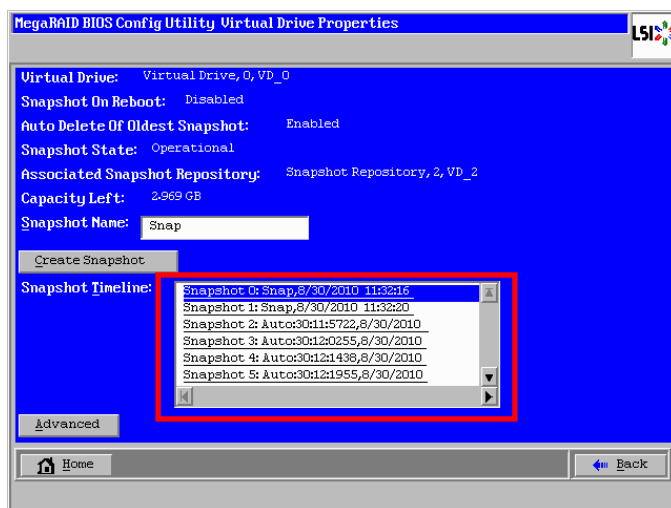 MegaRAID BIOS Config Utility Virtual Drive Properties
LSI
Virtual Drive: Virtual Drive, 0, VD_0
Snapshot On Reboot: Disabled
Auto Delete Of Oldest Snapshot: Enabled
Snapshot State: Operational
Associated Snapshot Repository: Snapshot Repository, 2, VD_2
Capacity Left: 2.969 GB
Snapshot Name: Snap
Create Snapshot
Snapshot Timeline:
Snapshot 0: Snap,8/30/2010 11:32:16
Snapshot 1: Snap,8/30/2010 11:32:20
Snapshot 2: Auto:30:11:5722,8/30/2010
Snapshot 3: Auto:30:12:0255,8/30/2010
Snapshot 4: Auto:30:12:1438,8/30/2010
Snapshot 5: Auto:30:12:1955,8/30/2010
Advanced
Home
Back